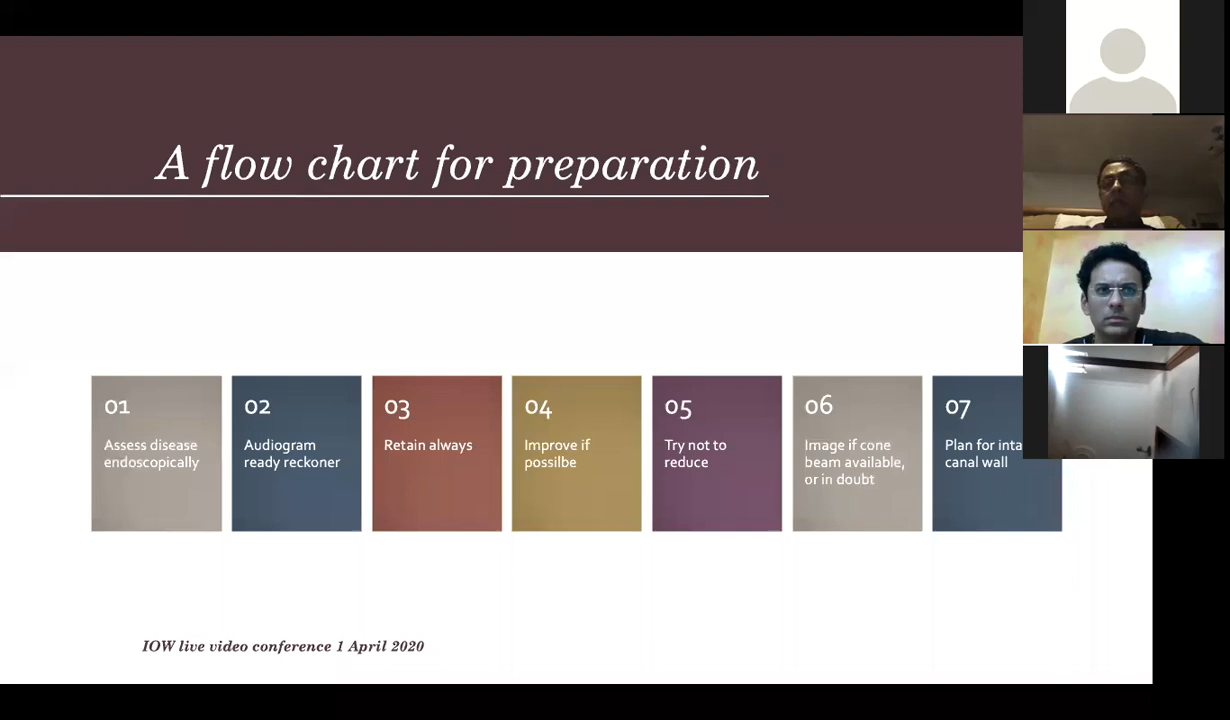 A flow chart for preparation
01
Assess disease
endoscopically
02
Audiogram
ready reckoner
03
Retain always
04
Improve if
possilbe
05
Try not to
reduce
06
Image if cone
beam available,
or in doubt
07
Plan for inta
canal wall
IOW live video conference 1 April 2020